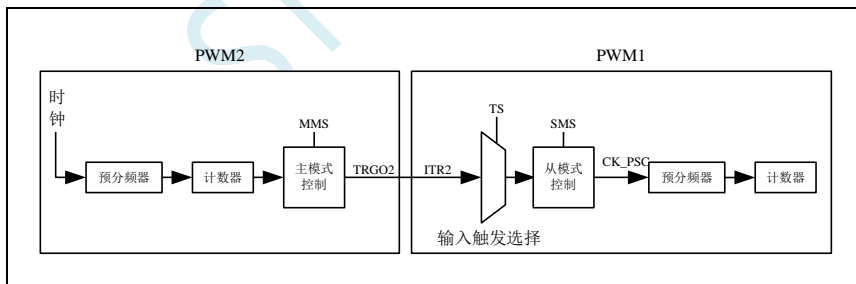 PWM2
PWM1
时
钟
MMS
TS
SMS
预分频器
计数器
主模式
控制
TRGO2
ITR2
从模式
控制
CK_PSC
预分频器
计数器
输入触发选择